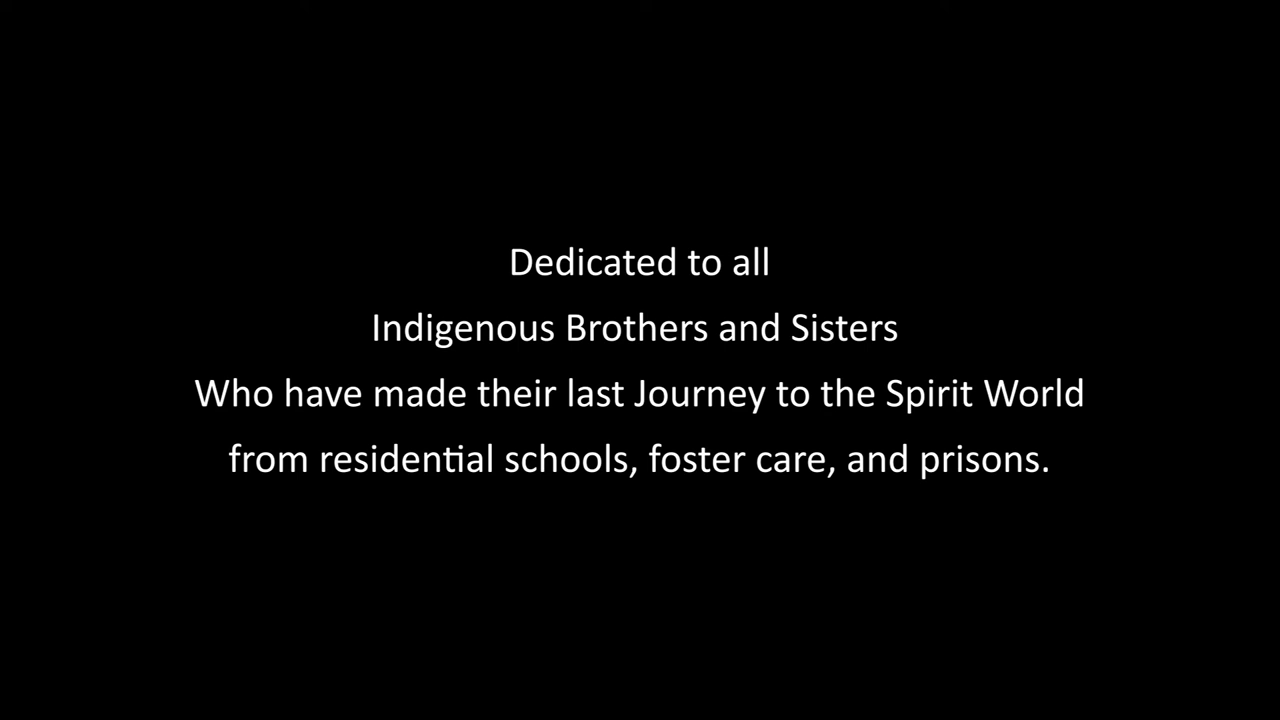 Dedicated to all
Indigenous Brothers and Sisters
Who have made their last Journey to the Spirit World
from residential schools, foster care, and prisons.